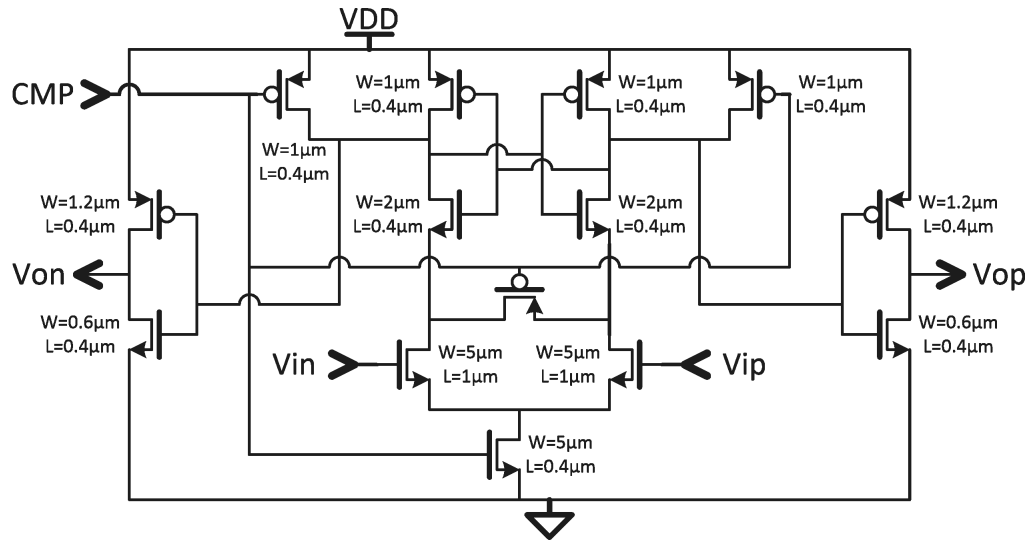 VDD
CMP
W=1µm
L=0.4µm
W=1µm
L=0.4µm
W=1µm
L=0.4µm
W=1µm
L=0.4µm
W=1.2µm
L=0.4µm
W=2µm
L=0.4µm
W=2µm
L=0.4µm
W=1.2µm
L=0.4µm
Von
Vop
W=0.6µm
L=0.4µm
W=0.6µm
L=0.4µm
Vin
W=5µm
L=1µm
W=5µm
L=1µm
Vip
W=5µm
L=0.4µm